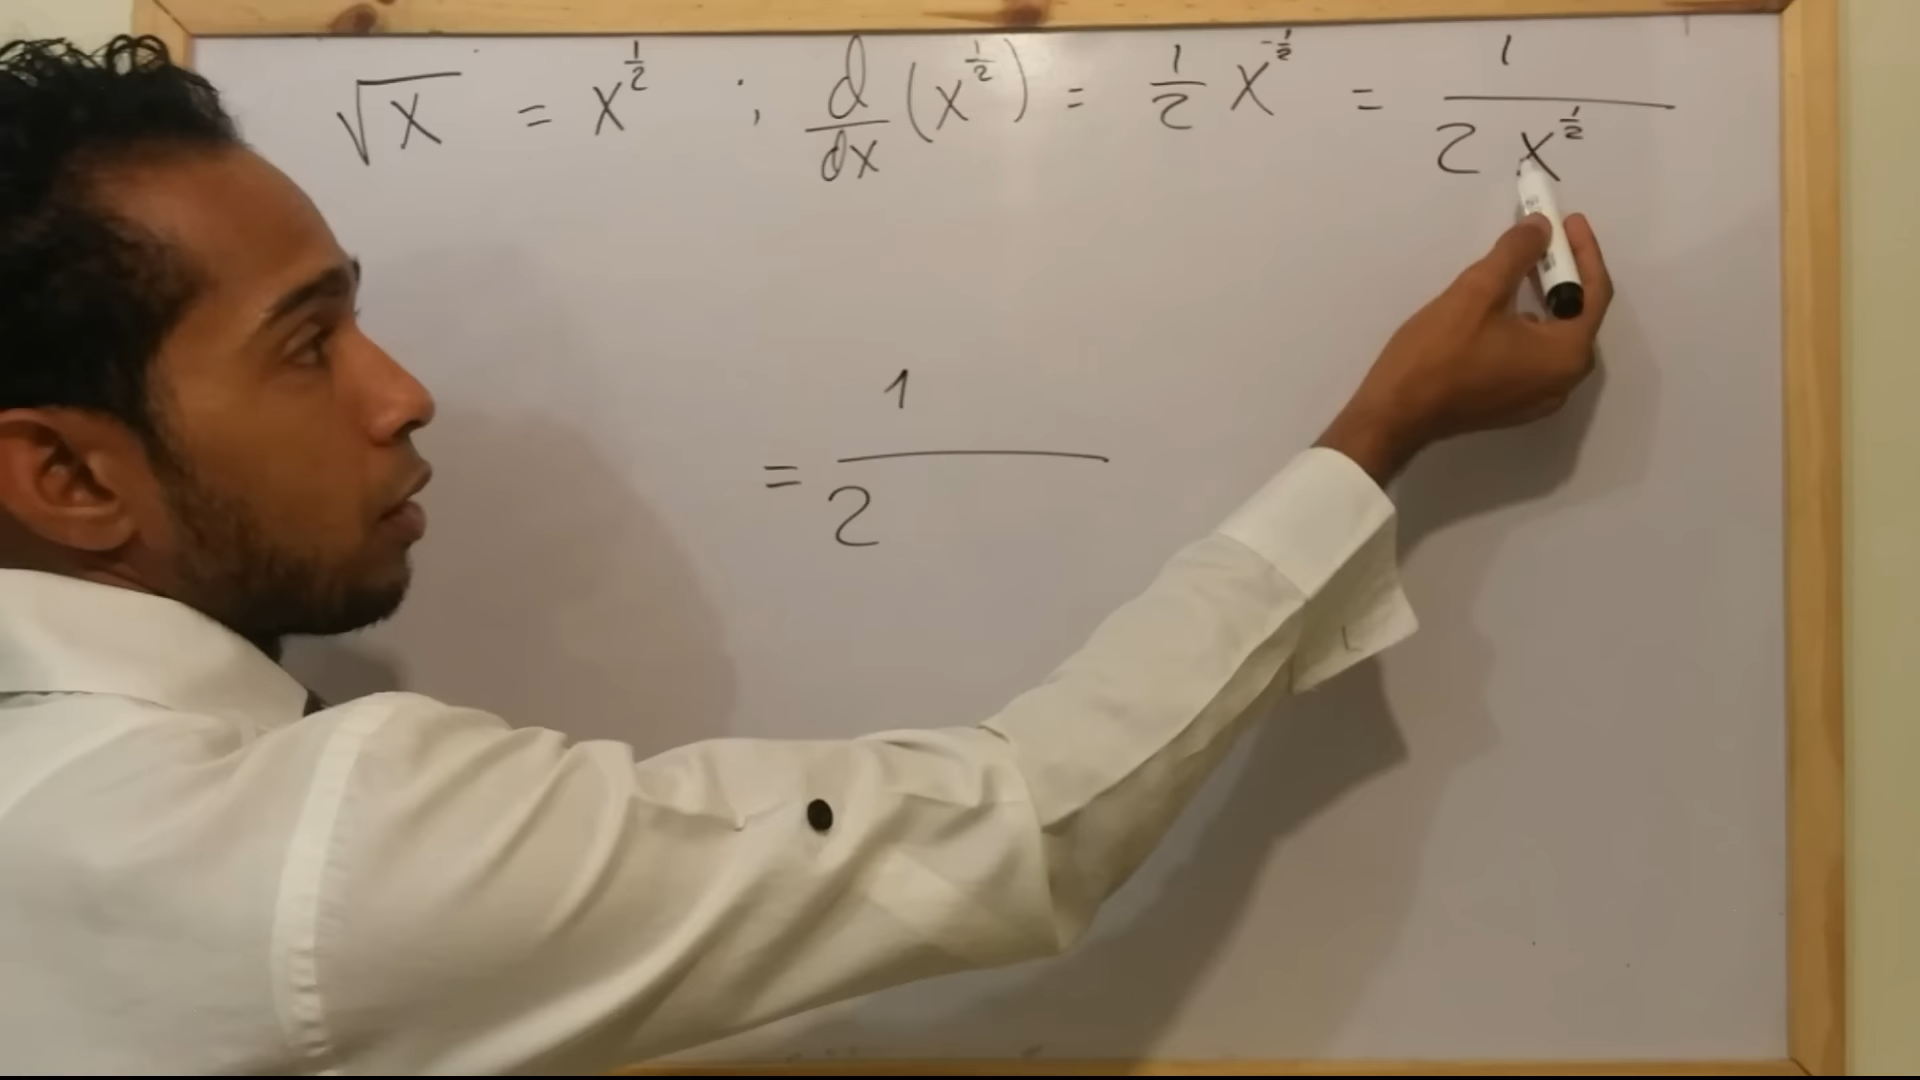 √x = x^½ ; d/dx (x^½) = ½ x^-½ = 1/(2 x^½)
= 1/2